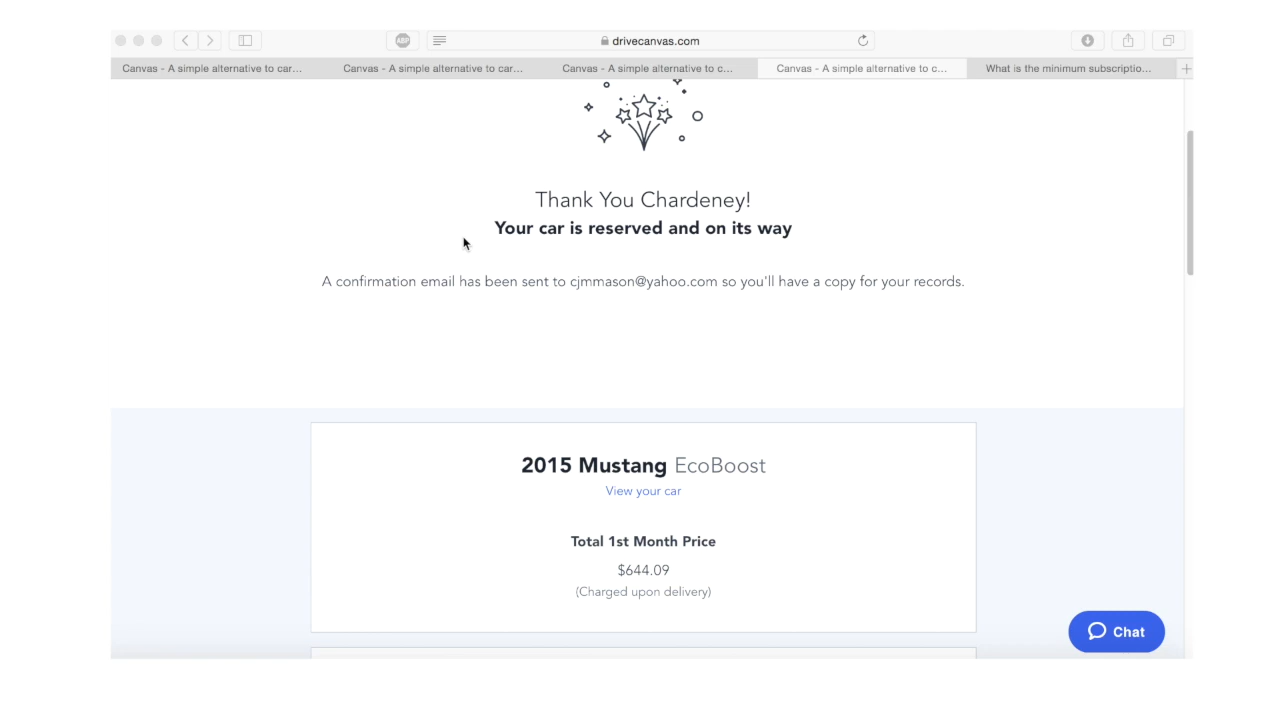 ABP
drivecanvas.com
Canvas - A simple alternative to car...
Canvas - A simple alternative to car...
Canvas - A simple alternative to c...
Canvas - A simple alternative to c...
What is the minimum subscriptio...
Thank You Chardeney!
Your car is reserved and on its way
A confirmation email has been sent to cjmmason@yahoo.com so you'll have a copy for your records.
2015 Mustang EcoBoost
View your car
Total 1st Month Price
$644.09
(Charged upon delivery)
Chat